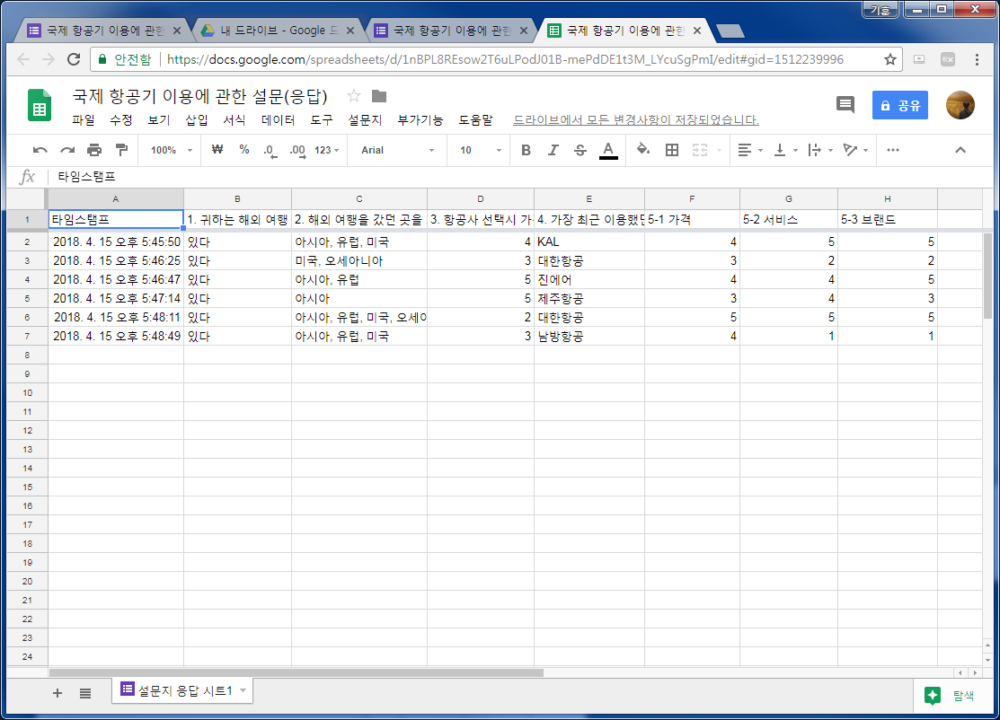 기훈
국제 항공기 이용에 관한
내 드라이브 - Google 드
국제 항공기 이용에 관한
국제 항공기 이용에 관한
안전함 https://docs.google.com/spreadsheets/d/1nBPL8REsow2T6uLPodJ01B-mePdDE1t3M_LYcuSgPmI/edit#gid=1512239996
국제 항공기 이용에 관한 설문(응답)
파일 수정 보기 삽입 서식 데이터 도구 설문지 부가기능 도움말 드라이브에서 모든 변경사항이 저장되었습니다.
공유
100% ₩ % .0 .00 123 Arial 10 B I S A
fx 타임스탬프
A B C D E F G H
1 타임스탬프 1. 귀하는 해외 여행 2. 해외 여행을 갔던 곳을 3. 항공사 선택시 가 4. 가장 최근 이용했던 5-1 가격 5-2 서비스 5-3 브랜드
2 2018. 4. 15 오후 5:45:50 있다 아시아, 유럽, 미국 4 KAL 4 5 5
3 2018. 4. 15 오후 5:46:25 있다 미국, 오세아니아 3 대한항공 3 2 2
4 2018. 4. 15 오후 5:46:47 있다 아시아, 유럽 5 진에어 4 4 5
5 2018. 4. 15 오후 5:47:14 있다 아시아 5 제주항공 3 4 3
6 2018. 4. 15 오후 5:48:11 있다 아시아, 유럽, 미국, 오세아 2 대한항공 5 5 5
7 2018. 4. 15 오후 5:48:49 있다 아시아, 유럽, 미국 3 남방항공 4 1 1
8
9
10
11
12
13
14
15
16
17
18
19
20
21
22
23
24
설문지 응답 시트1
탐색